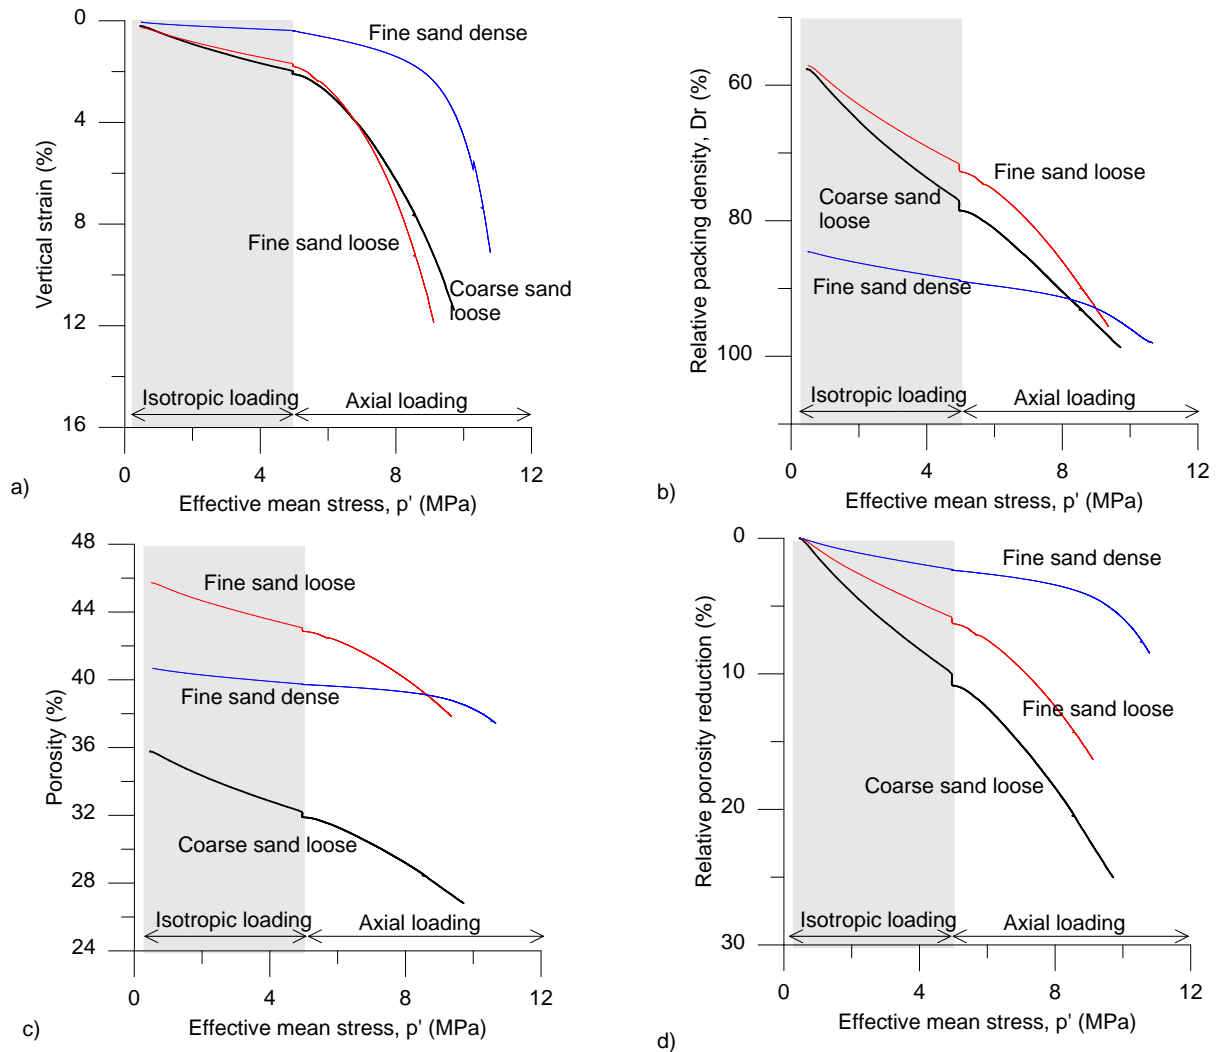 0
4
8
12
16
0
4
8
12
Vertical strain (%)
Effective mean stress, p' (MPa)
Fine sand dense
Fine sand loose
Coarse sand
loose
Isotropic loading
Axial loading
a)
60
80
100
0
4
8
12
Relative packing density, Dr (%)
Effective mean stress, p' (MPa)
Fine sand loose
Coarse sand
loose
Fine sand dense
Isotropic loading
Axial loading
b)
48
44
40
36
32
28
24
0
4
8
12
Porosity (%)
Effective mean stress, p' (MPa)
Fine sand loose
Fine sand dense
Coarse sand loose
Isotropic loading
Axial loading
c)
0
10
20
30
0
4
8
12
Relative porosity reduction (%)
Effective mean stress, p' (MPa)
Fine sand dense
Fine sand loose
Coarse sand loose
Isotropic loading
Axial loading
d)